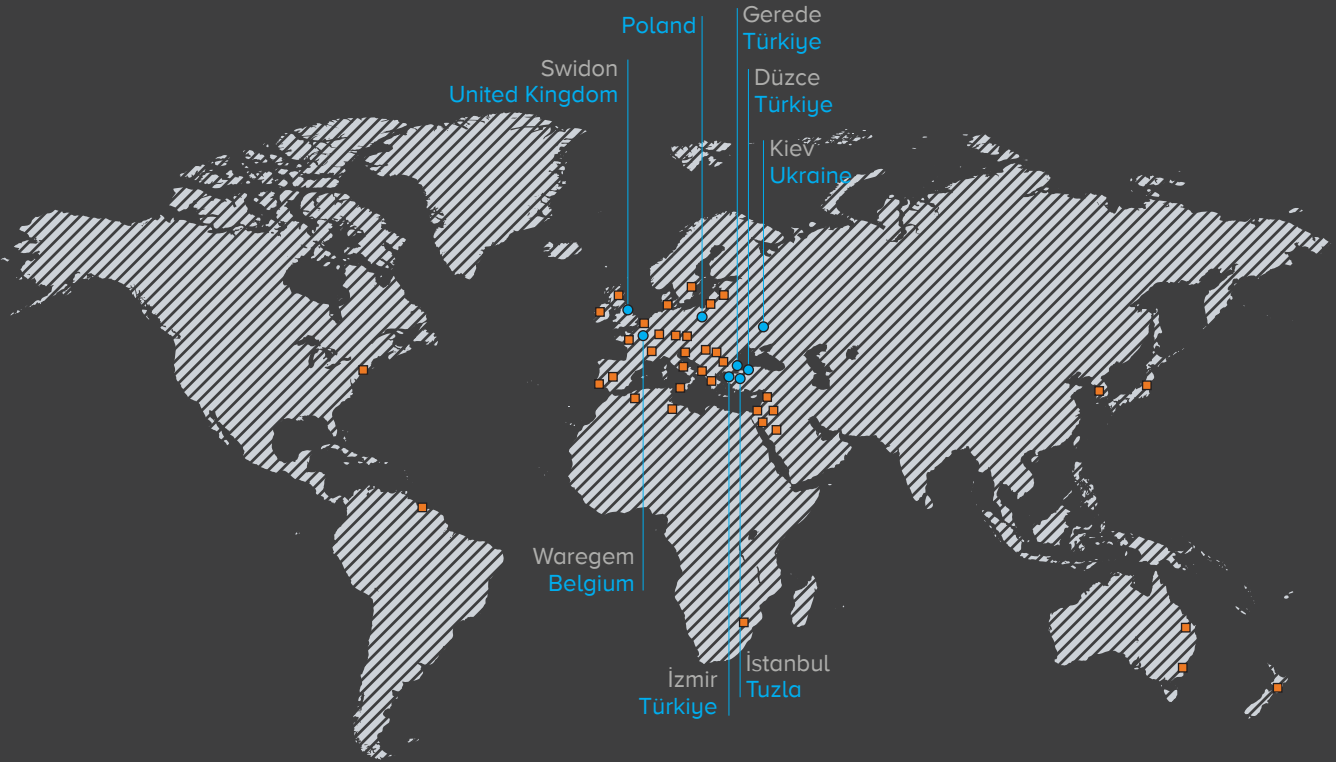 Gerede
Türkiye
Poland
Swidon
United Kingdom
Düzce
Türkiye
Kiev
Ukraine
Waregem
Belgium
İzmir
Türkiye
İstanbul
Tuzla